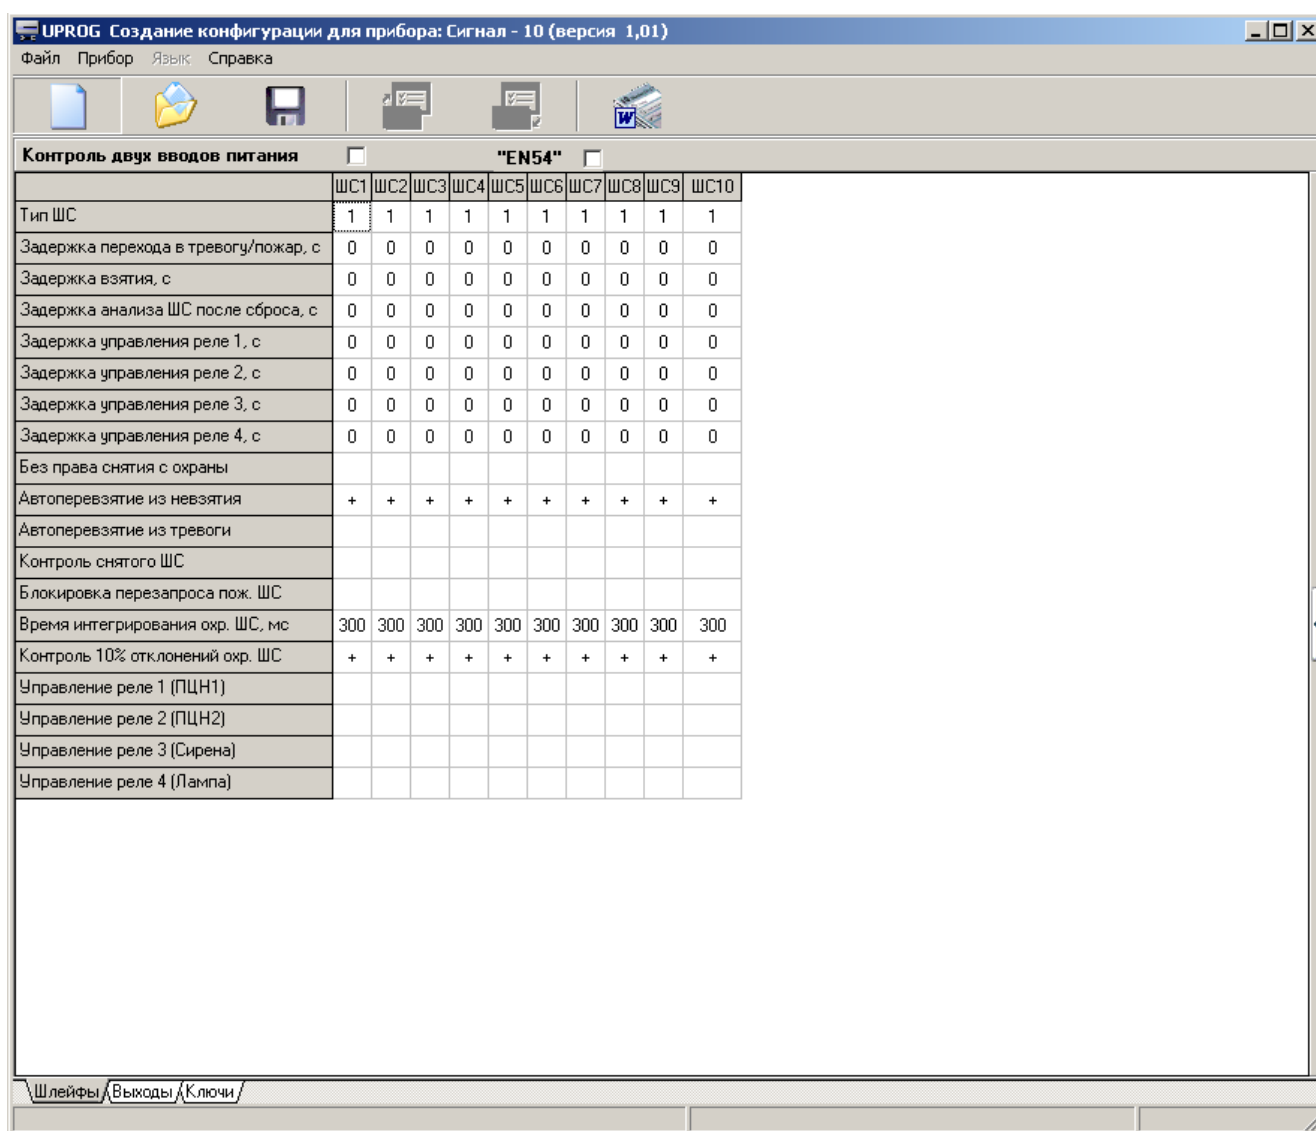 UPROG Создание конфигурации для прибора: Сигнал - 10 (версия 1,01)
Файл Прибор Язык Справка
W
Контроль двух вводов питания "EN54"
ШС1 ШС2 ШС3 ШС4 ШС5 ШС6 ШС7 ШС8 ШС9 ШС10
Тип ШС 1 1 1 1 1 1 1 1 1 1
Задержка перехода в тревогу/пожар, с 0 0 0 0 0 0 0 0 0 0
Задержка взятия, с 0 0 0 0 0 0 0 0 0 0
Задержка анализа ШС после сброса, с 0 0 0 0 0 0 0 0 0 0
Задержка управления реле 1, с 0 0 0 0 0 0 0 0 0 0
Задержка управления реле 2, с 0 0 0 0 0 0 0 0 0 0
Задержка управления реле 3, с 0 0 0 0 0 0 0 0 0 0
Задержка управления реле 4, с 0 0 0 0 0 0 0 0 0 0
Без права снятия с охраны
Автоперевзятие из невзятия + + + + + + + + + +
Автоперевзятие из тревоги
Контроль снятого ШС
Блокировка перезапроса пож. ШС
Время интегрирования охр. ШС, мс 300 300 300 300 300 300 300 300 300 300
Контроль 10% отклонений охр. ШС + + + + + + + + + +
Управление реле 1 (ПЦН1)
Управление реле 2 (ПЦН2)
Управление реле 3 (Сирена)
Управление реле 4 (Лампа)
Шлейфы Выходы Ключи